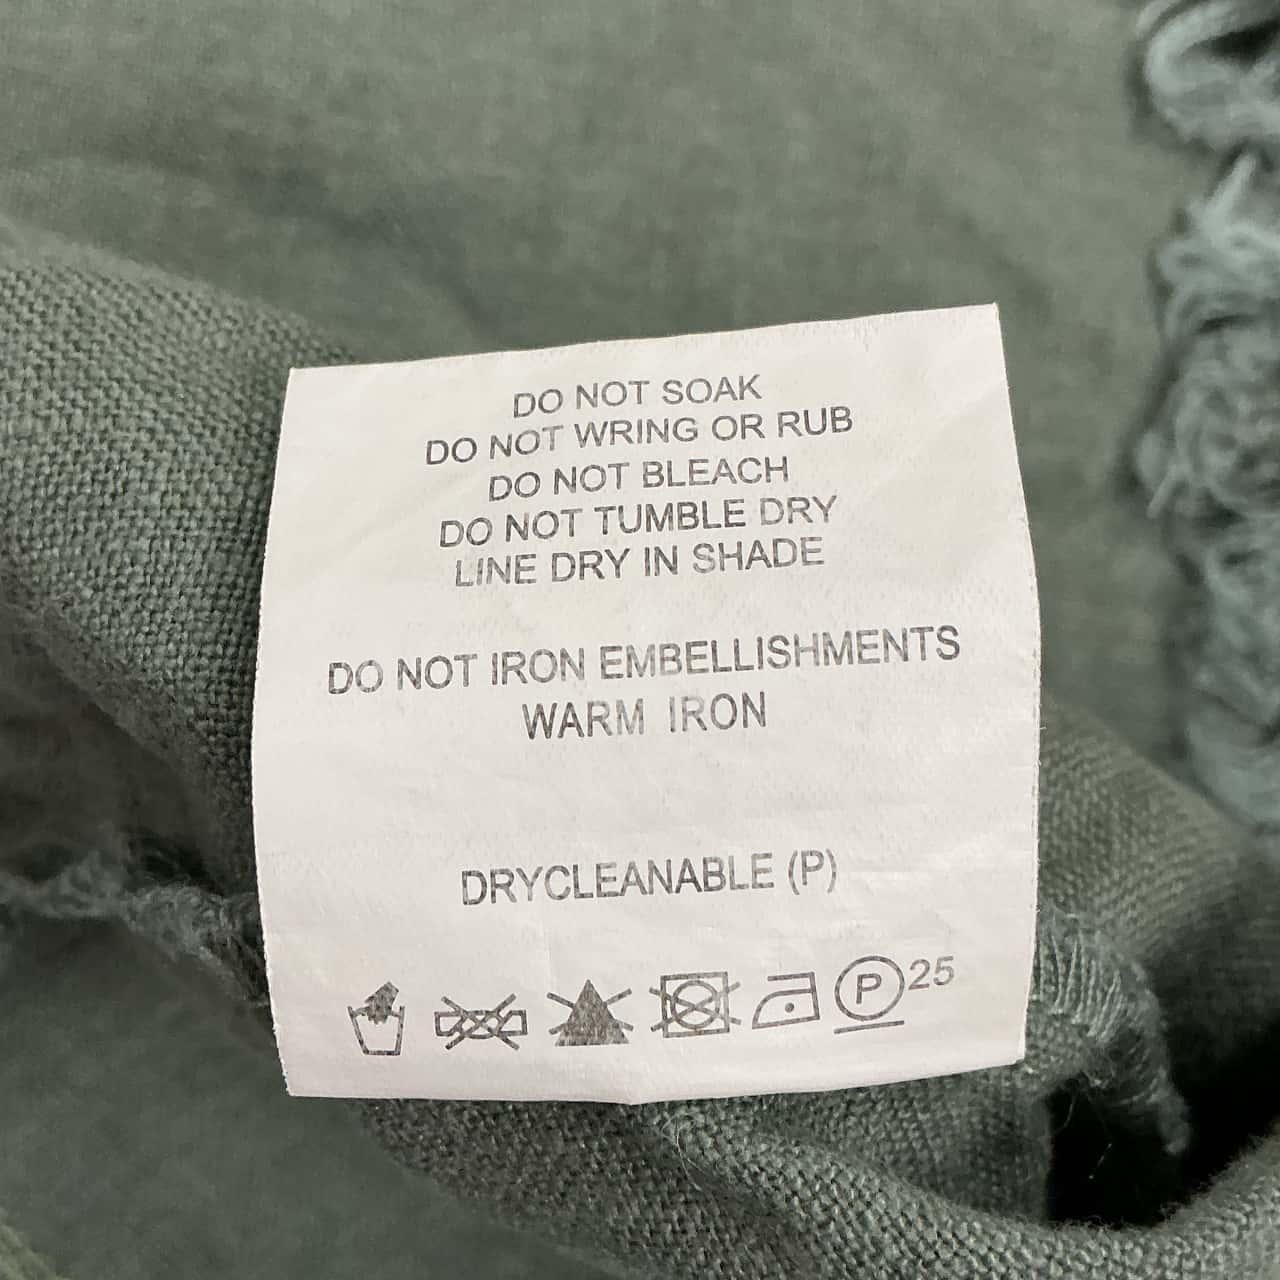 DO NOT SOAK
DO NOT WRING OR RUB
DO NOT BLEACH
DO NOT TUMBLE DRY
LINE DRY IN SHADE
DO NOT IRON EMBELLISHMENTS
WARM IRON
DRYCLEANABLE (P)
P 25